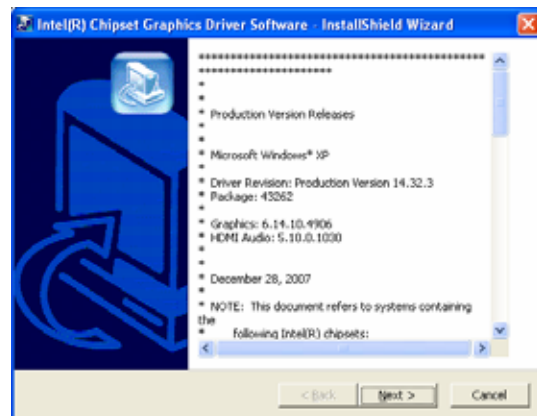 Intel(R) Chipset Graphics Driver Software - InstallShield Wizard
************************************************
**********************
*
*
* Production Version Releases
*
*
* Microsoft Windows* XP
*
* Driver Revision: Production Version 14.32.3
* Package: 43262
*
* Graphics: 6.14.10.4906
* HDMI Audio: 5.10.0.1030
*
*
* December 28, 2007
*
* NOTE: This document refers to systems containing
the
* following Intel(R) chipsets:
< Back Next > Cancel